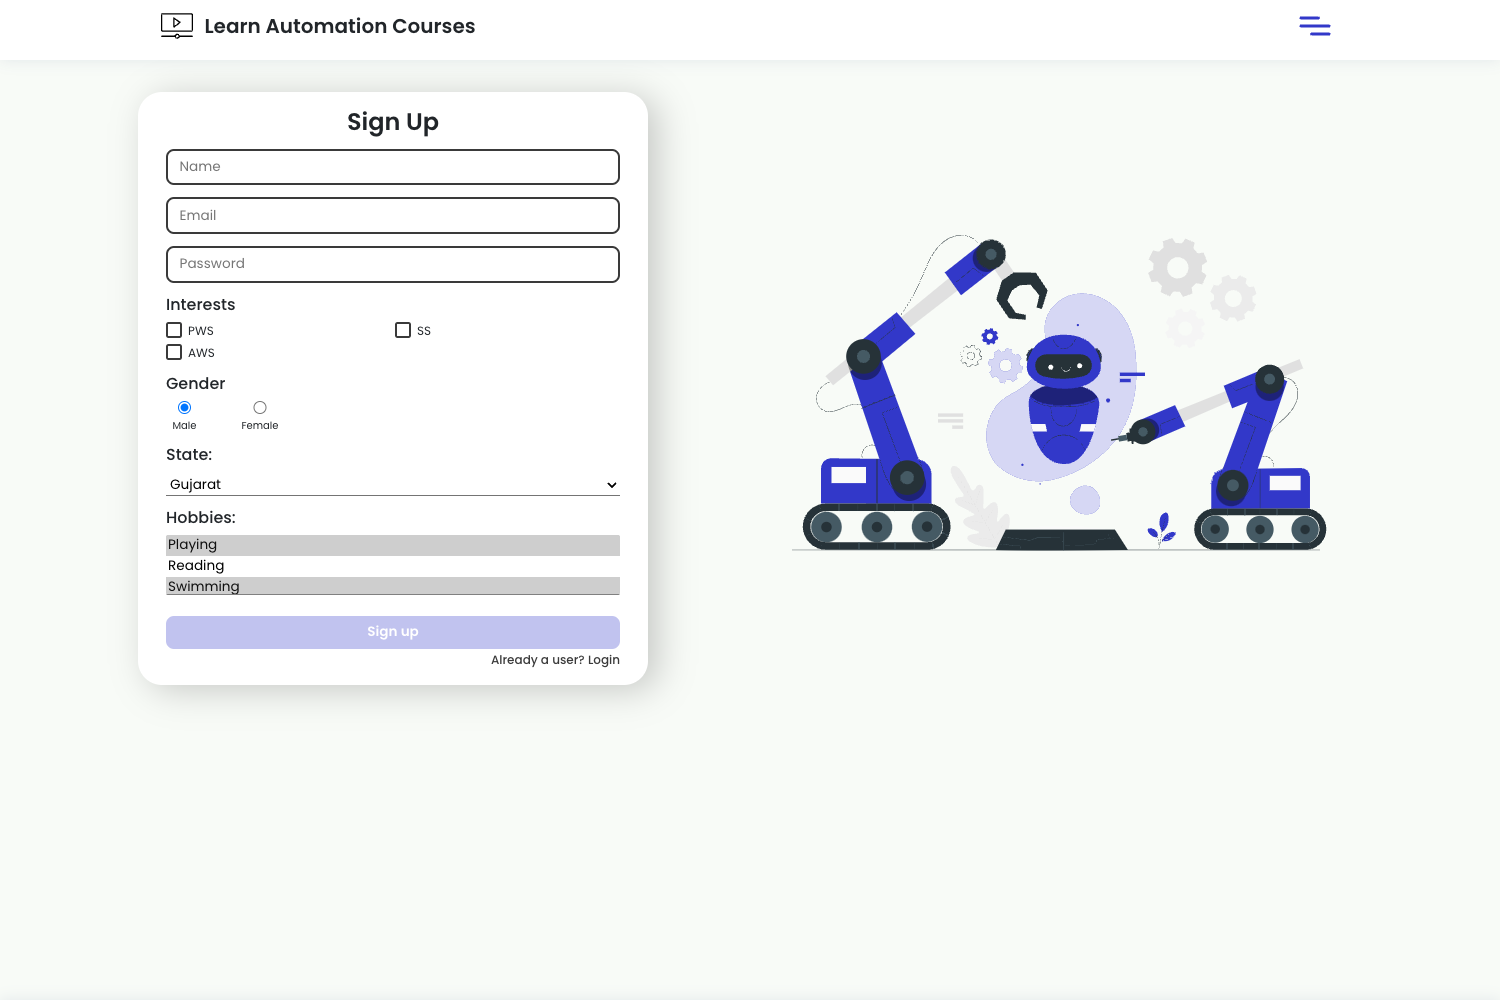 Learn Automation Courses
Sign Up
Name
Email
Password
Interests
PWS SS
AWS
Gender
Male Female
State:
Gujarat
Hobbies:
Playing
Reading
Swimming
Sign up
Already a user? Login